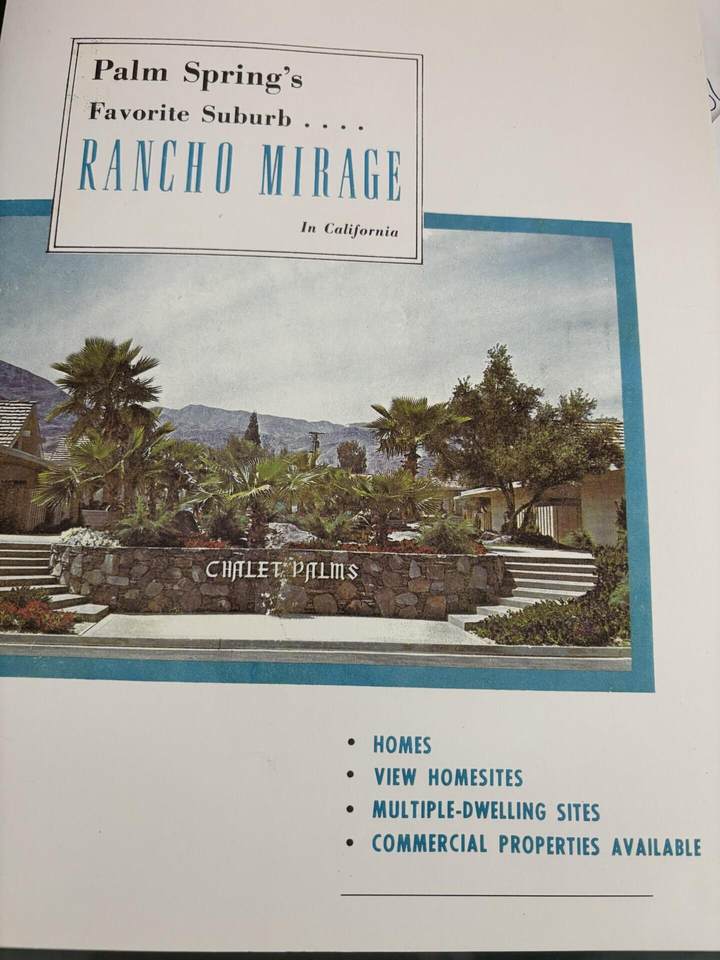 Palm Spring's
Favorite Suburb . . . .
RANCHO MIRAGE
In California
CHALET PALMS
• HOMES
• VIEW HOMESITES
• MULTIPLE-DWELLING SITES
• COMMERCIAL PROPERTIES AVAILABLE